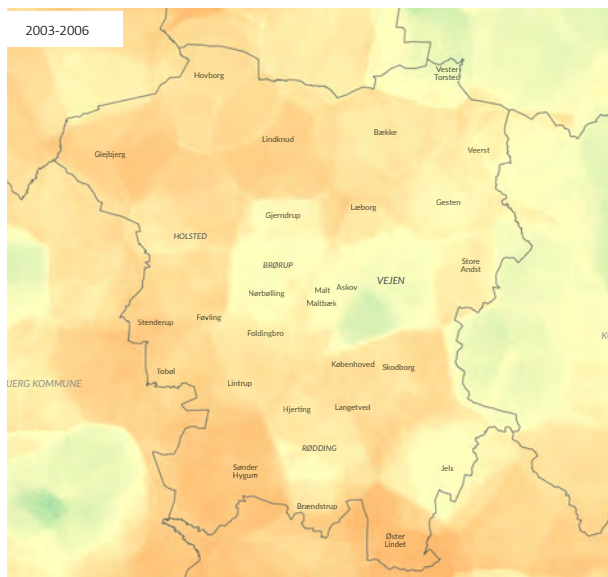 2003-2006
Vester
Torsted
Hovborg
Bække
Lindknud
Veerst
Glejbjerg
Gesten
Læborg
Gjerndrup
HOLSTED
Store
Andst
BRØRUP
VEJEN
Askov
Malt
Nørbølling
Maltbæk
Føvling
Stenderup
Foldingbro
Københoved
Skodborg
Tobøl
JERG KOMMUNE
Lintrup
Hjerting
Langetved
RØDDING
Sønder
Hygum
Jels
Brændstrup
Øster
Lindet